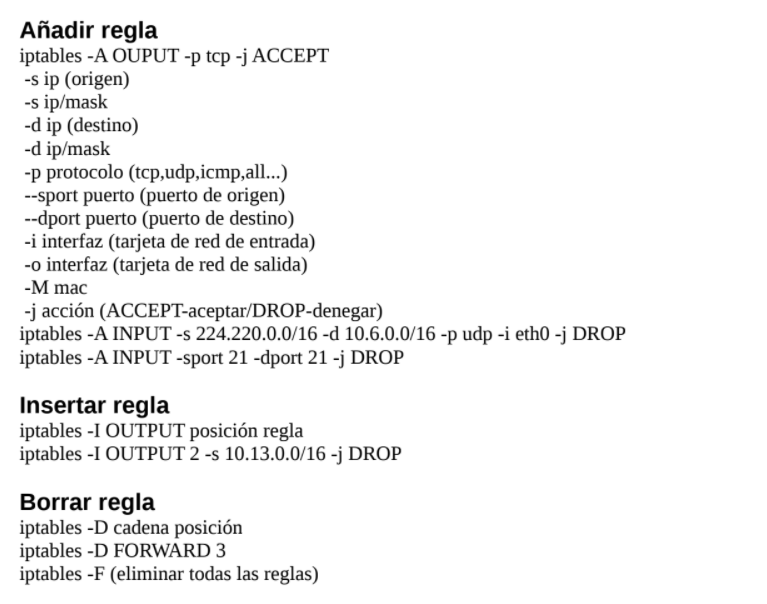 Añadir regla
iptables -A OUPUT -p tcp -j ACCEPT
-s ip (origen)
-s ip/mask
-d ip (destino)
-d ip/mask
-p protocolo (tcp,udp,icmp,all...)
--sport puerto (puerto de origen)
--dport puerto (puerto de destino)
-i interfaz (tarjeta de red de entrada)
-o interfaz (tarjeta de red de salida)
-M mac
-j acción (ACCEPT-aceptar/DROP-denegar)
iptables -A INPUT -s 224.220.0.0/16 -d 10.6.0.0/16 -p udp -i eth0 -j DROP
iptables -A INPUT -sport 21 -dport 21 -j DROP
Insertar regla
iptables -I OUTPUT posición regla
iptables -I OUTPUT 2 -s 10.13.0.0/16 -j DROP
Borrar regla
iptables -D cadena posición
iptables -D FORWARD 3
iptables -F (eliminar todas las reglas)